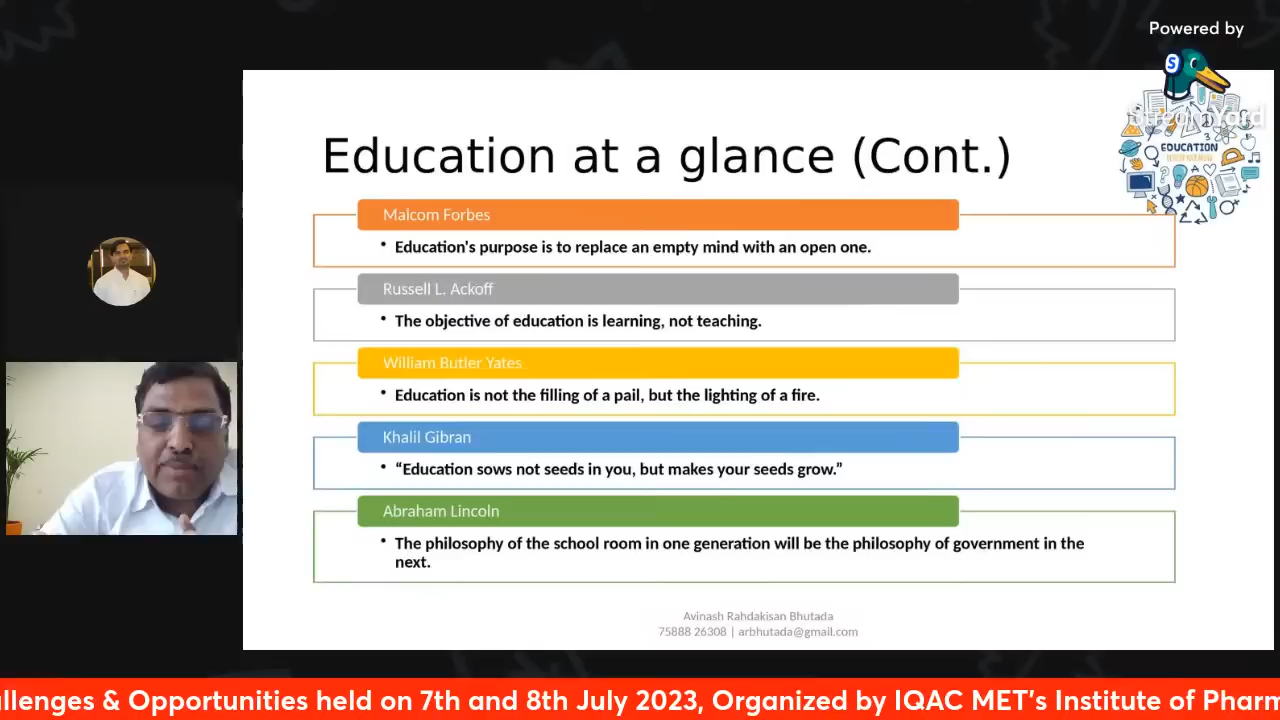 Powered by
Stream Yard
EDUCATION
Education at a glance (Cont.)
Malcom Forbes
• Education's purpose is to replace an empty mind with an open one.
Russell L. Ackoff
• The objective of education is learning, not teaching.
William Butler Yates
• Education is not the filling of a pail, but the lighting of a fire.
Khalil Gibran
• “Education sows not seeds in you, but makes your seeds grow.”
Abraham Lincoln
• The philosophy of the school room in one generation will be the philosophy of government in the
next.
Avinash Rahdakisan Bhutada
75888 26308 | arbhutada@gmail.com
allenges & Opportunities held on 7th and 8th July 2023, Organized by IQAC MET's Institute of Pharm